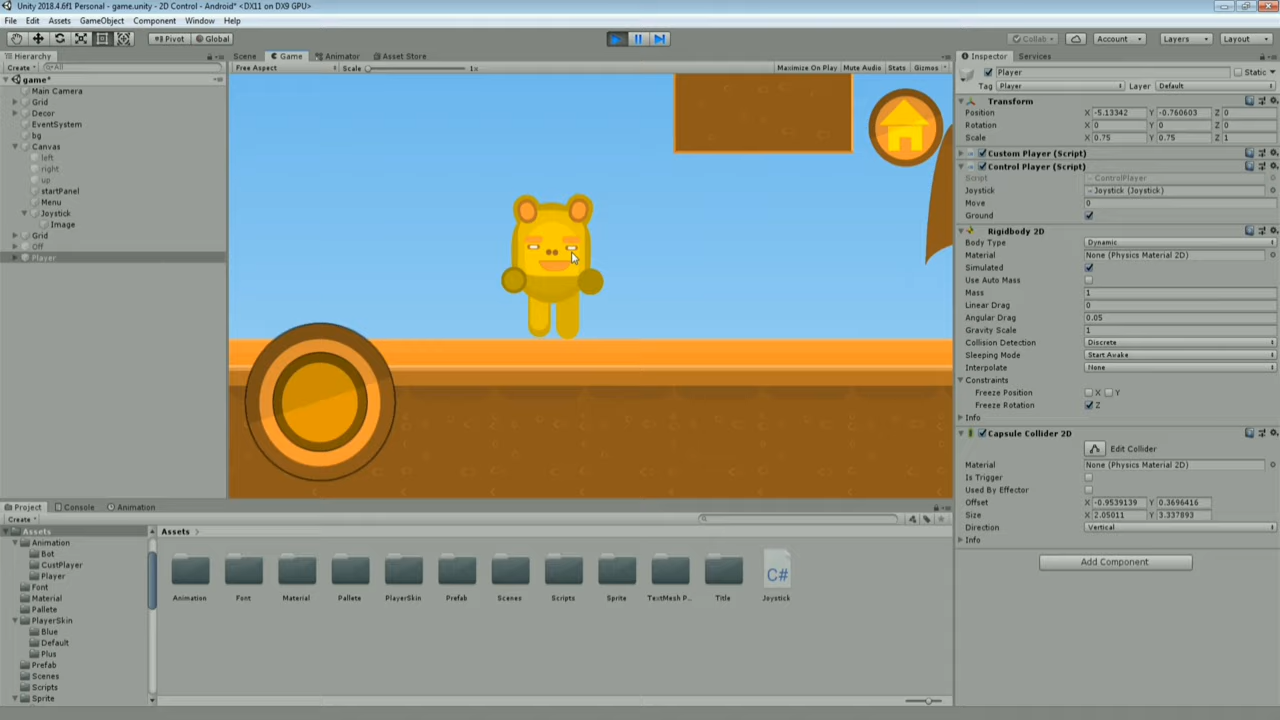 Unity 2018.4.6f1 Personal - game.unity - 2D Control - Android* <DX11 on DX9 GPU>
File Edit Assets GameObject Component Window Help
Pivot Global Collab Account Layers Layout
Hierarchy Scene Game Animator Asset Store Inspector Services
Create All Free Aspect Scale 1x Maximize On Play Mute Audio Stats Gizmos Player Static
Tag Player Layer Default
game*
Main Camera
Grid
Decor
EventSystem
bg
Canvas
left
right
up
startPanel
Menu
Joystick
Image
Grid
Off
Player
Transform
Position X -5.13342 Y -0.760603 Z 0
Rotation X 0 Y 0 Z 0
Scale X 0.75 Y 0.75 Z 1
Custom Player (Script)
Control Player (Script)
Script ControlPlayer
Joystick Joystick (Joystick)
Move 0
Ground
Rigidbody 2D
Body Type Dynamic
Material None (Physics Material 2D)
Simulated
Use Auto Mass
Mass 1
Linear Drag 0
Angular Drag 0.05
Gravity Scale 1
Collision Detection Discrete
Sleeping Mode Start Awake
Interpolate None
Constraints
Freeze Position X Y
Freeze Rotation Z
Info
Capsule Collider 2D
Edit Collider
Material None (Physics Material 2D)
Is Trigger
Used By Effector
Offset X -0.9539139 Y 0.3696416
Size X 2.05011 Y 3.337893
Direction Vertical
Info
Add Component
Project Console Animation
Create
Assets
Animation
Bot
CustPlayer
Player
Font
Material
Pallete
PlayerSkin
Blue
Default
Plus
Prefab
Scenes
Scripts
Sprite
Assets
C#
Animation Font Material Pallete PlayerSkin Prefab Scenes Scripts Sprite TextMesh P... Title Joystick